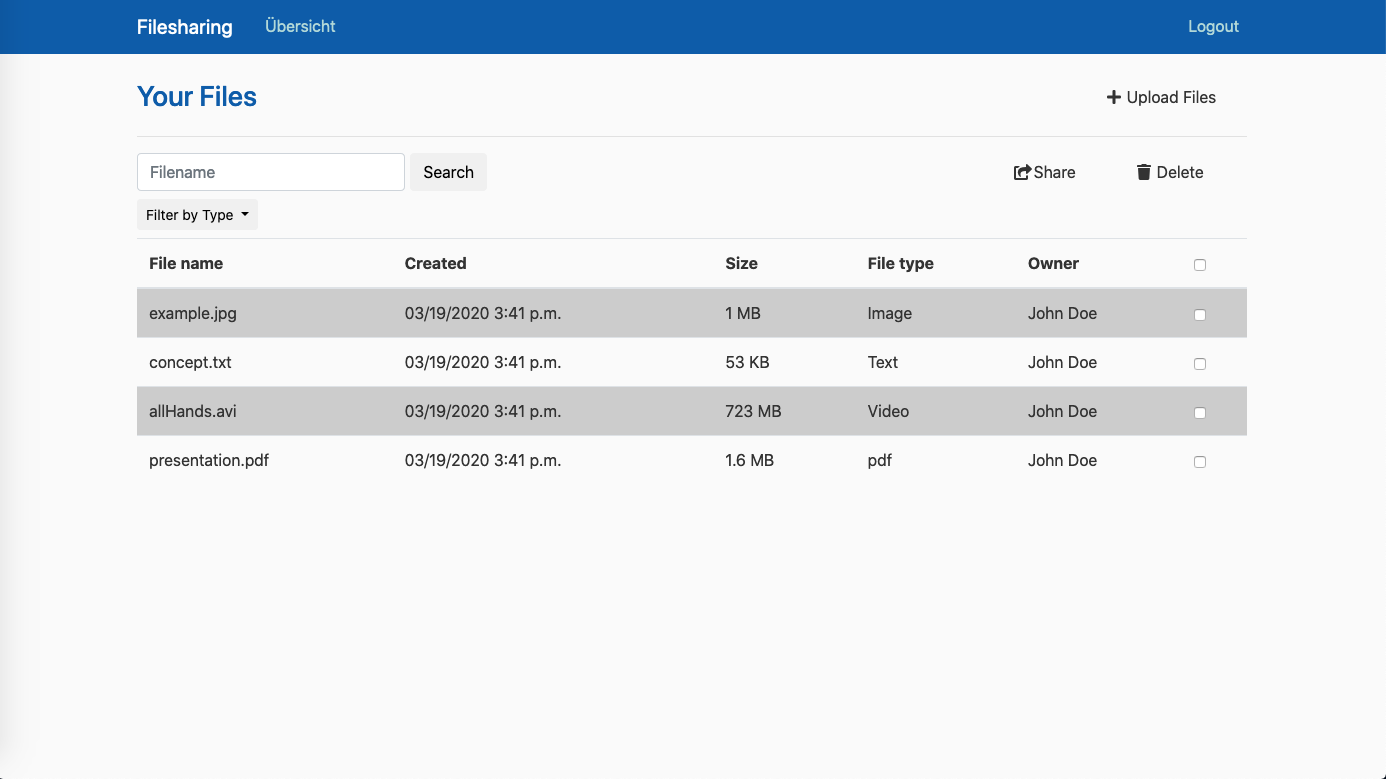 Filesharing Übersicht Logout
Your Files Upload Files
Filename Search Share Delete
Filter by Type
File name Created Size File type Owner
example.jpg 03/19/2020 3:41 p.m. 1 MB Image John Doe
concept.txt 03/19/2020 3:41 p.m. 53 KB Text John Doe
allHands.avi 03/19/2020 3:41 p.m. 723 MB Video John Doe
presentation.pdf 03/19/2020 3:41 p.m. 1.6 MB pdf John Doe